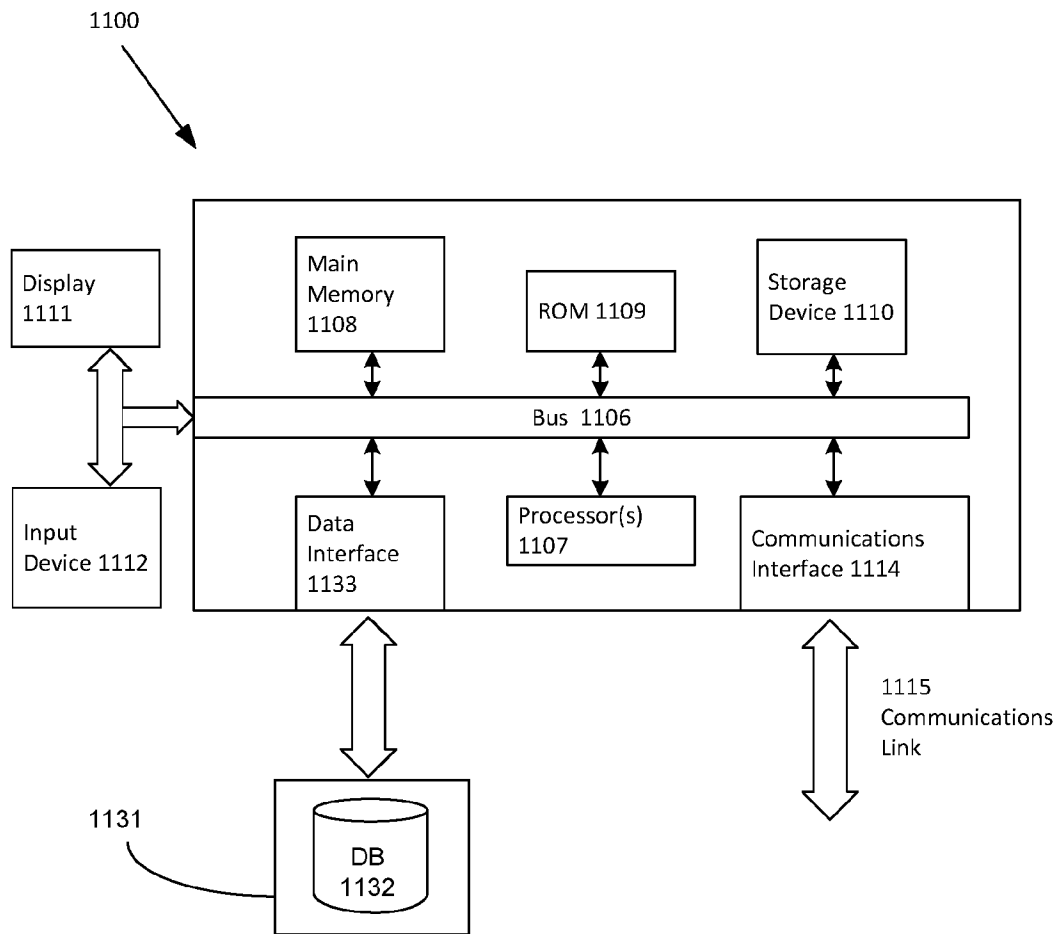 1100
Display
1111
Main
Memory
1108
ROM 1109
Storage
Device 1110
Bus 1106
Input
Device 1112
Data
Interface
1133
Processor(s)
1107
Communications
Interface 1114
1115
Communications
Link
1131
DB
1132